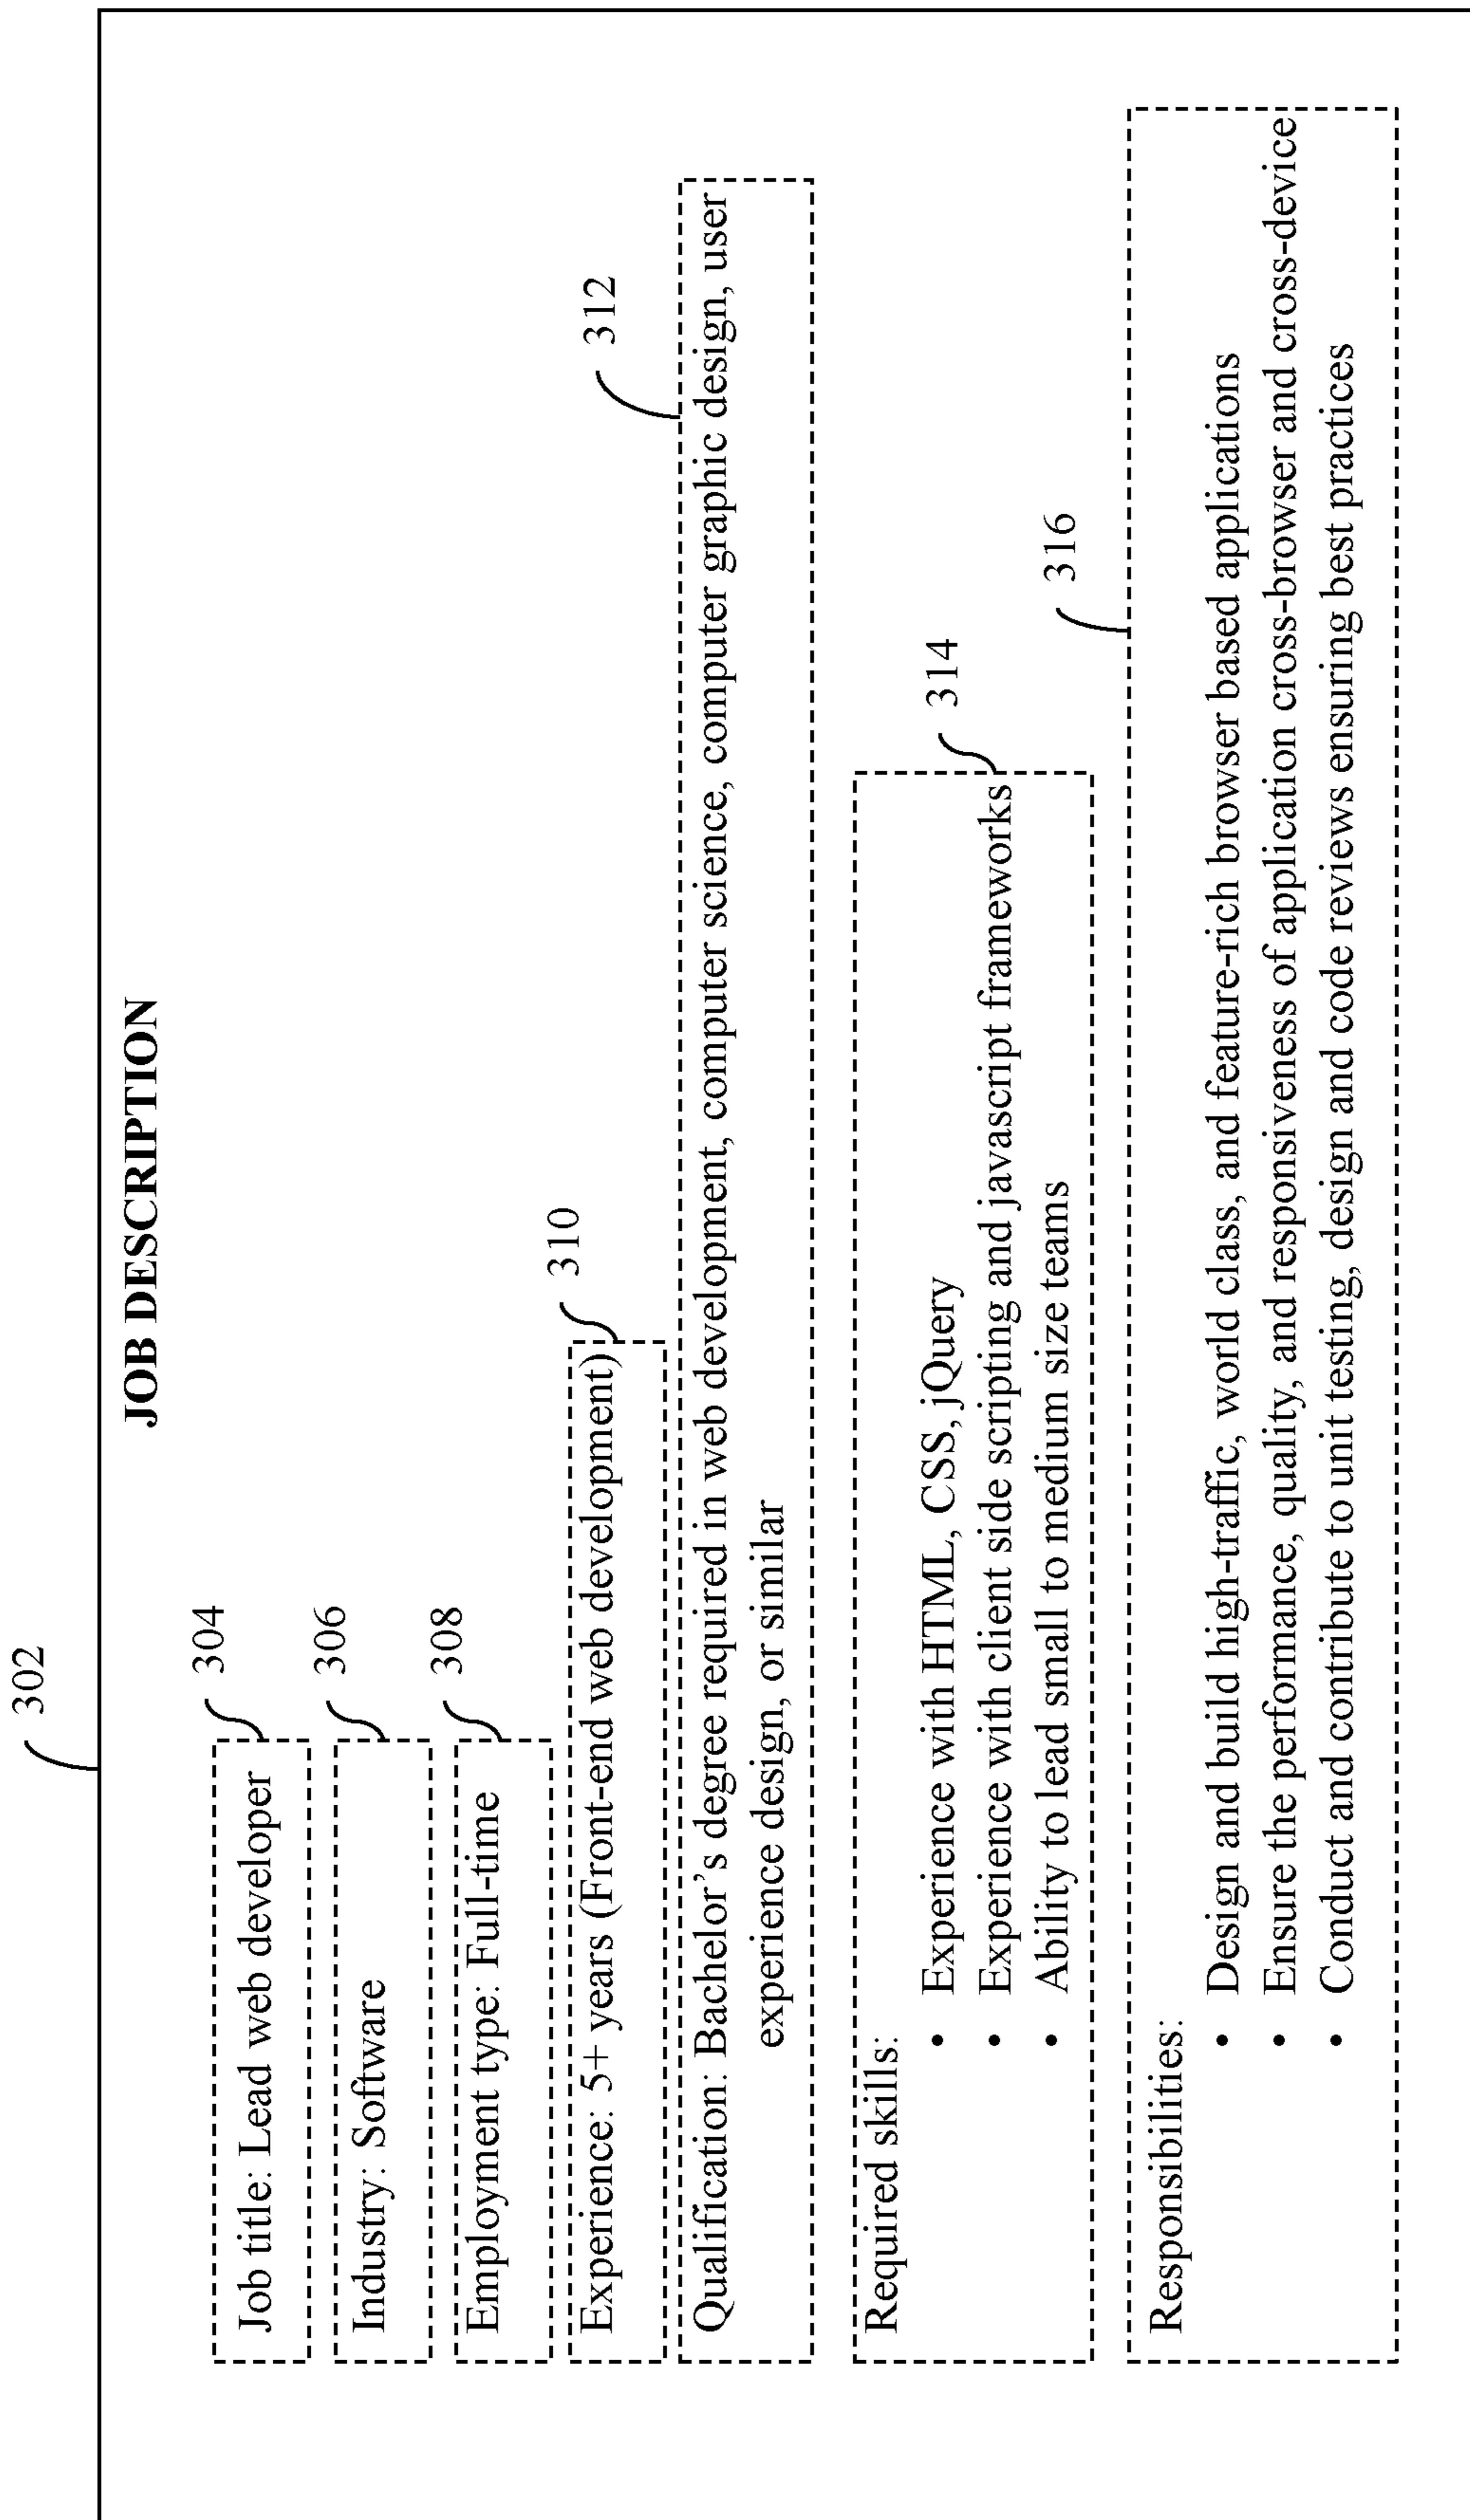 302
JOB DESCRIPTION
304
Job title: Lead web developer
306
Industry: Software
308
Employment type: Full-time
310
Experience: 5+ years (Front-end web development)
312
Qualification: Bachelor’s degree required in web development, computer science, computer graphic design, user
experience design, or similar
314
Required skills:
• Experience with HTML, CSS, jQuery
• Experience with client side scripting and javascript frameworks
• Ability to lead small to medium size teams
316
Responsibilities:
• Design and build high-traffic, world class, and feature-rich browser based applications
• Ensure the performance, quality, and responsiveness of application cross-browser and cross-device
• Conduct and contribute to unit testing, design and code reviews ensuring best practices